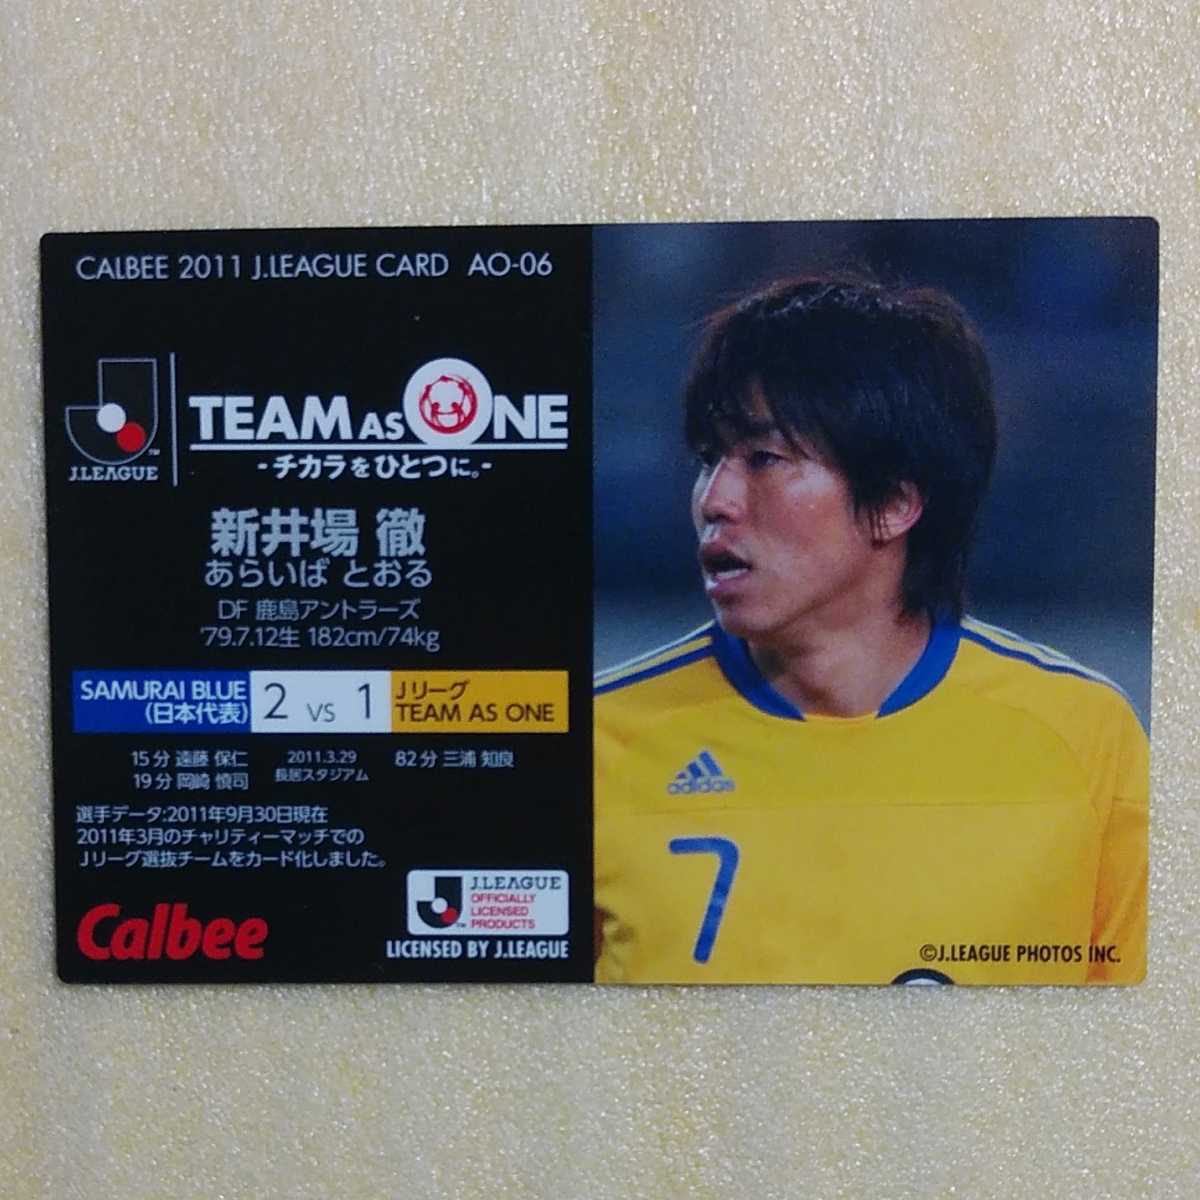 CALBEE 2011 J.LEAGUE CARD AO-06
J.LEAGUE™
TEAM AS ONE
-チカラをひとつに。-
新井場 徹
あらいば とおる
DF 鹿島アントラーズ
'79.7.12生 182cm/74kg
SAMURAI BLUE
(日本代表)
2 VS 1
Jリーグ
TEAM AS ONE
15分 遠藤 保仁
19分 岡崎 慎司
2011.3.29
長居スタジアム
82分 三浦 知良
選手データ:2011年9月30日現在
2011年3月のチャリティーマッチでの
Jリーグ選抜チームをカード化しました。
Calbee
J.LEAGUE
OFFICIALLY
LICENSED
PRODUCTS
™
LICENSED BY J.LEAGUE
adidas
7
©J.LEAGUE PHOTOS INC.